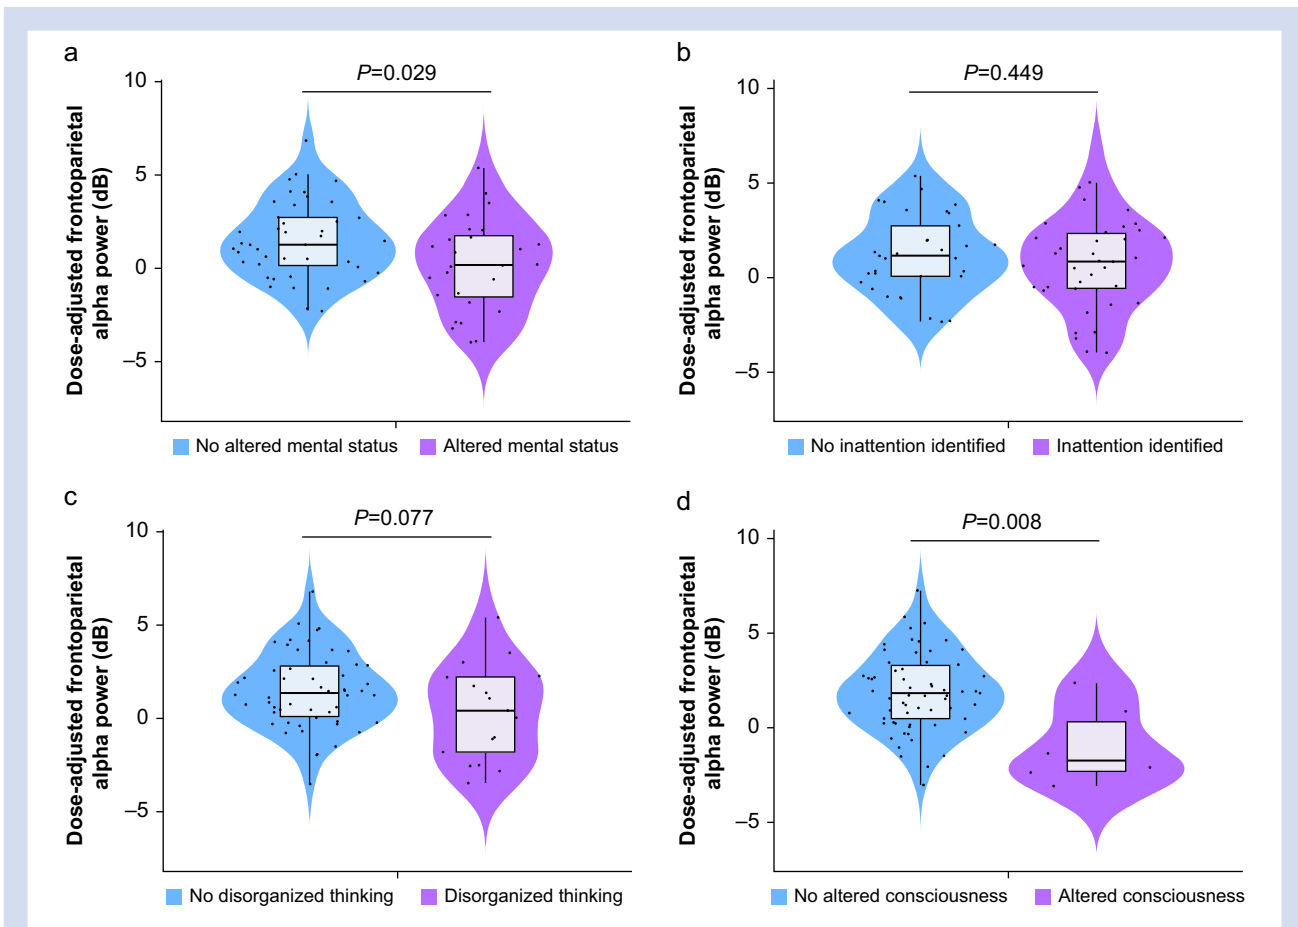 a
P=0.029
Dose-adjusted frontoparietal
alpha power (dB)
10
5
0
–5
No altered mental status
Altered mental status
b
P=0.449
Dose-adjusted frontoparietal
alpha power (dB)
10
5
0
–5
No inattention identified
Inattention identified
c
P=0.077
Dose-adjusted frontoparietal
alpha power (dB)
10
5
0
–5
No disorganized thinking
Disorganized thinking
d
P=0.008
Dose-adjusted frontoparietal
alpha power (dB)
10
5
0
–5
No altered consciousness
Altered consciousness